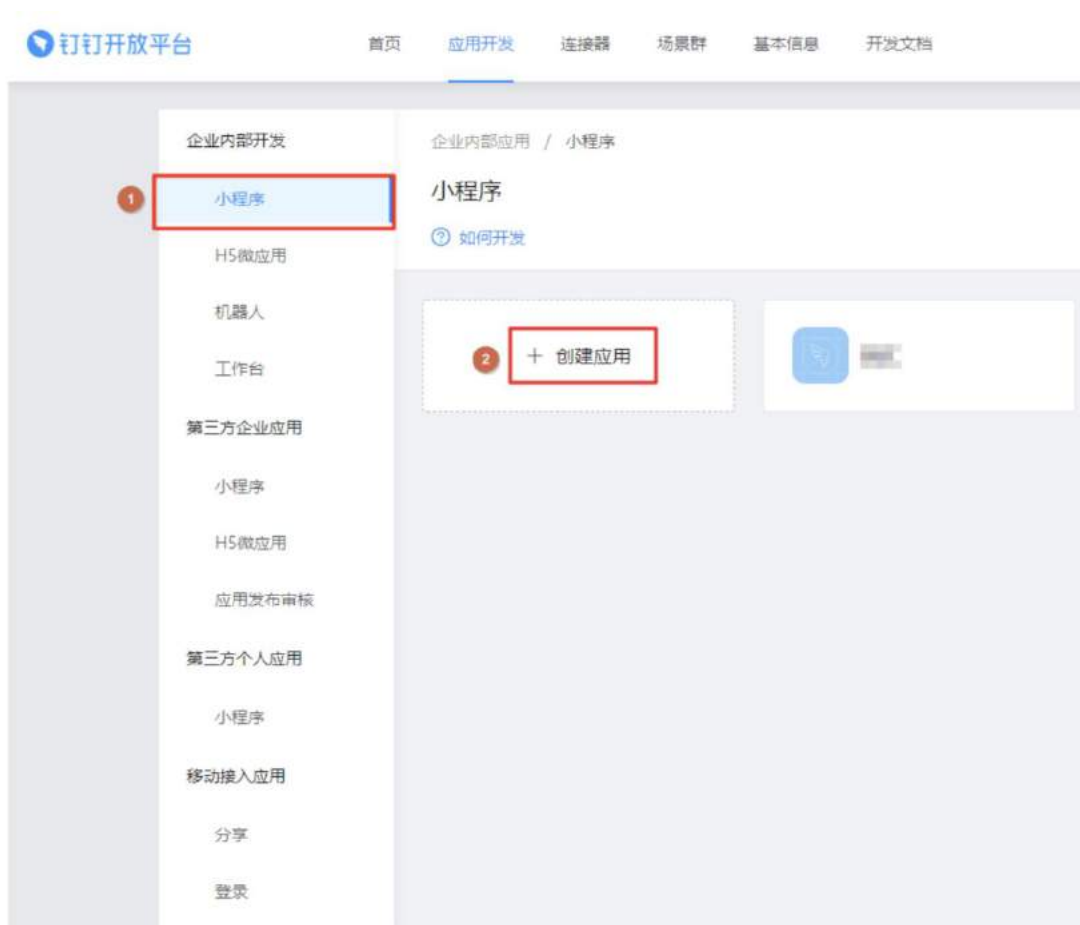 钉钉开放平台 首页 应用开发 连接器 场景群 基本信息 开发文档
企业内部开发
1 小程序
H5微应用
机器人
工作台
第三方企业应用
小程序
H5微应用
应用发布审核
第三方个人应用
小程序
移动接入应用
分享
登录
企业内部应用 / 小程序
小程序
? 如何开发
2 + 创建应用